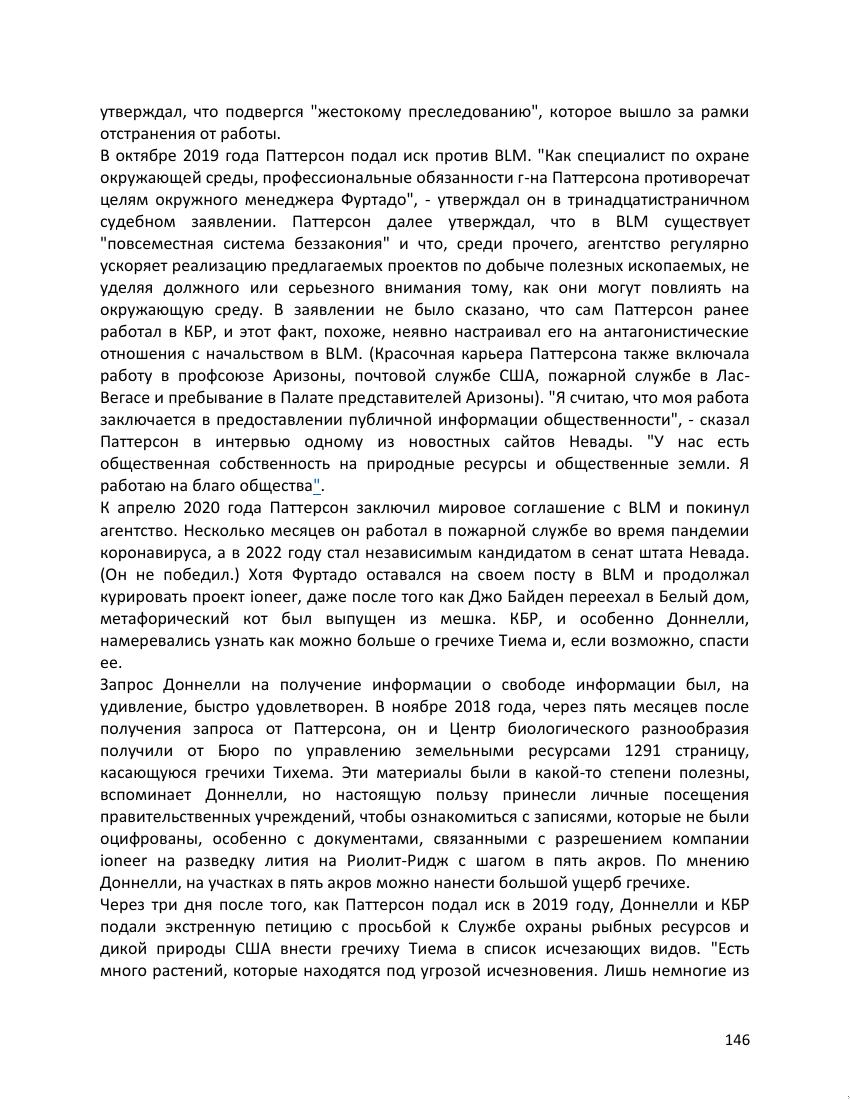 утверждал, что подвергся "жестокому преследованию", которое вышло за рамки
отстранения от работы.
В октябре 2019 года Паттерсон подал иск против BLM. "Как специалист по охране
окружающей среды, профессиональные обязанности г-на Паттерсона противоречат
целям окружного менеджера Фуртадо", - утверждал он в тринадцатистраничном
судебном заявлении. Паттерсон далее утверждал, что в BLM существует
"повсеместная система беззакония" и что, среди прочего, агентство регулярно
ускоряет реализацию предлагаемых проектов по добыче полезных ископаемых, не
уделяя должного или серьезного внимания тому, как они могут повлиять на
окружающую среду. В заявлении не было сказано, что сам Паттерсон ранее
работал в КБР, и этот факт, похоже, неявно настраивал его на антагонистические
отношения с начальством в BLM. (Красочная карьера Паттерсона также включала
работу в профсоюзе Аризоны, почтовой службе США, пожарной службе в Лас-
Вегасе и пребывание в Палате представителей Аризоны). "Я считаю, что моя работа
заключается в предоставлении публичной информации общественности", - сказал
Паттерсон в интервью одному из новостных сайтов Невады. "У нас есть
общественная собственность на природные ресурсы и общественные земли. Я
работаю на благо общества".
К апрелю 2020 года Паттерсон заключил мировое соглашение с BLM и покинул
агентство. Несколько месяцев он работал в пожарной службе во время пандемии
коронавируса, а в 2022 году стал независимым кандидатом в сенат штата Невада.
(Он не победил.) Хотя Фуртадо оставался на своем посту в BLM и продолжал
курировать проект ioneer, даже после того как Джо Байден переехал в Белый дом,
метафорический кот был выпущен из мешка. КБР, и особенно Доннелли,
намеревались узнать как можно больше о гречихе Тиема и, если возможно, спасти
ее.
Запрос Доннелли на получение информации о свободе информации был, на
удивление, быстро удовлетворен. В ноябре 2018 года, через пять месяцев после
получения запроса от Паттерсона, он и Центр биологического разнообразия
получили от Бюро по управлению земельными ресурсами 1291 страницу,
касающуюся гречихи Тихема. Эти материалы были в какой-то степени полезны,
вспоминает Доннелли, но настоящую пользу принесли личные посещения
правительственных учреждений, чтобы ознакомиться с записями, которые не были
оцифрованы, особенно с документами, связанными с разрешением компании
ioneer на разведку лития на Риолит-Ридж с шагом в пять акров. По мнению
Доннелли, на участках в пять акров можно нанести большой ущерб гречихе.
Через три дня после того, как Паттерсон подал иск в 2019 году, Доннелли и КБР
подали экстренную петицию с просьбой к Службе охраны рыбных ресурсов и
дикой природы США внести гречиху Тиема в список исчезающих видов. "Есть
много растений, которые находятся под угрозой исчезновения. Лишь немногие из
146